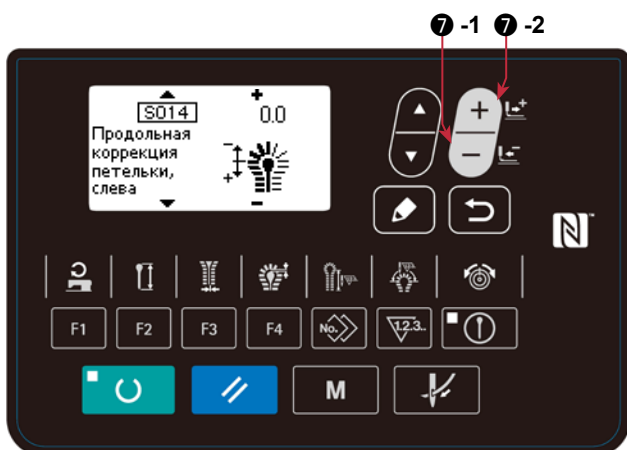 ❼ -1 ❼ -2
S014
+
0.0
Продольная
коррекция
петельки,
слева
−
+
−
+
−
F1
F2
F3
F4
No.
1.2.3..
M
N